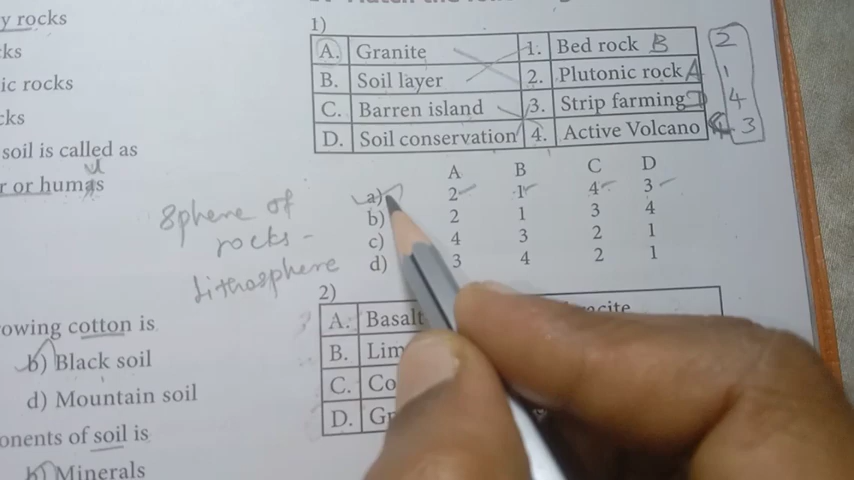 y rocks
ks
ic rocks
cks
soil is called as
r or humas
u
Sphere of
rocks -
Lithosphere
owing cotton is
b) Black soil
d) Mountain soil
onents of soil is
b) Minerals
1)
A. Granite 1. Bed rock B
B. Soil layer 2. Plutonic rock A
C. Barren island 3. Strip farming D
D. Soil conservation 4. Active Volcano
2
1
4
3
A B C D
a) 2 1 4 3
b) 2 1 3 4
c) 4 3 2 1
d) 3 4 2 1
2)
A. Basalt
B. Lim
C. Co
D. Gr